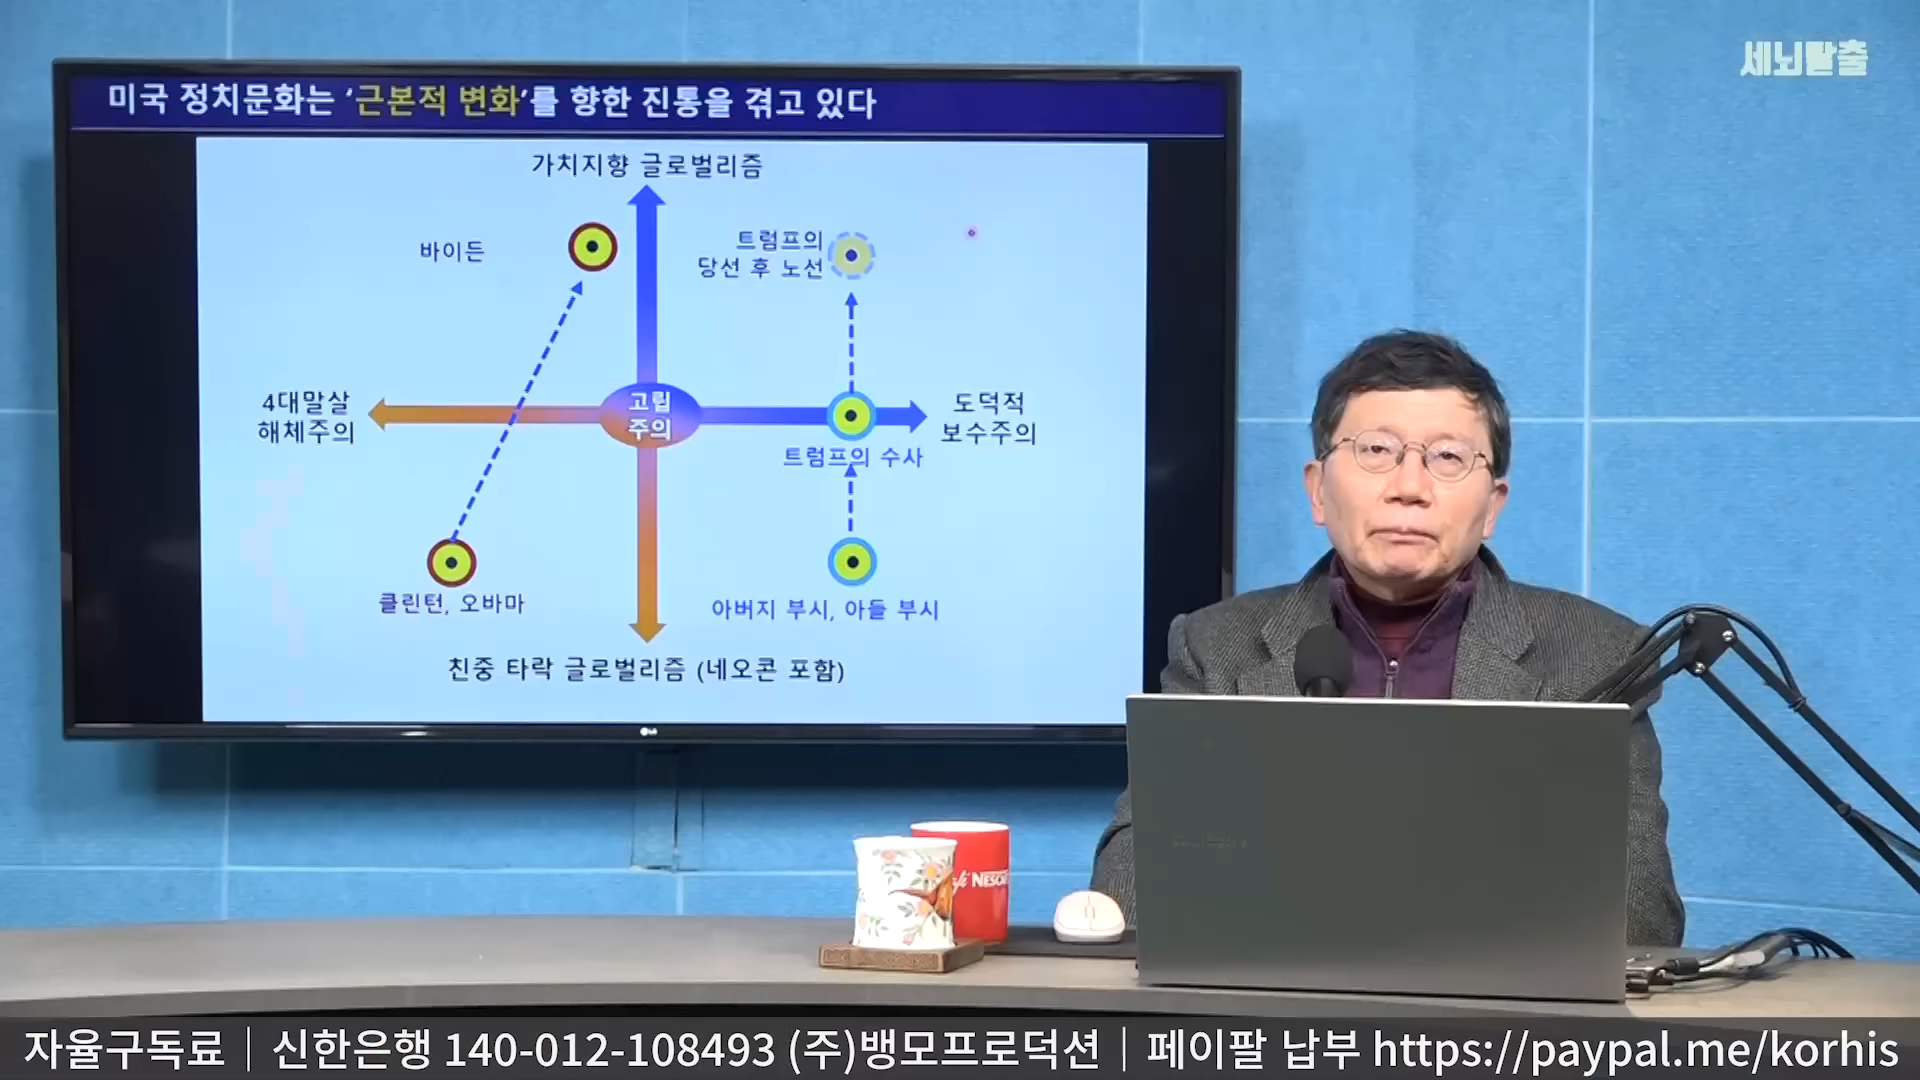 세뇌탈출
미국 정치문화는 ‘근본적 변화’를 향한 진통을 겪고 있다
가치지향 글로벌리즘
바이든
트럼프의
당선 후 노선
4대말살
해체주의
고립
주의
도덕적
보수주의
트럼프의 수사
클린턴, 오바마
아버지 부시, 아들 부시
친중 타락 글로벌리즘 (네오콘 포함)
LG
NESCA
자율구독료｜신한은행 140-012-108493 (주)뱅모프로덕션｜페이팔 납부 https://paypal.me/korhis